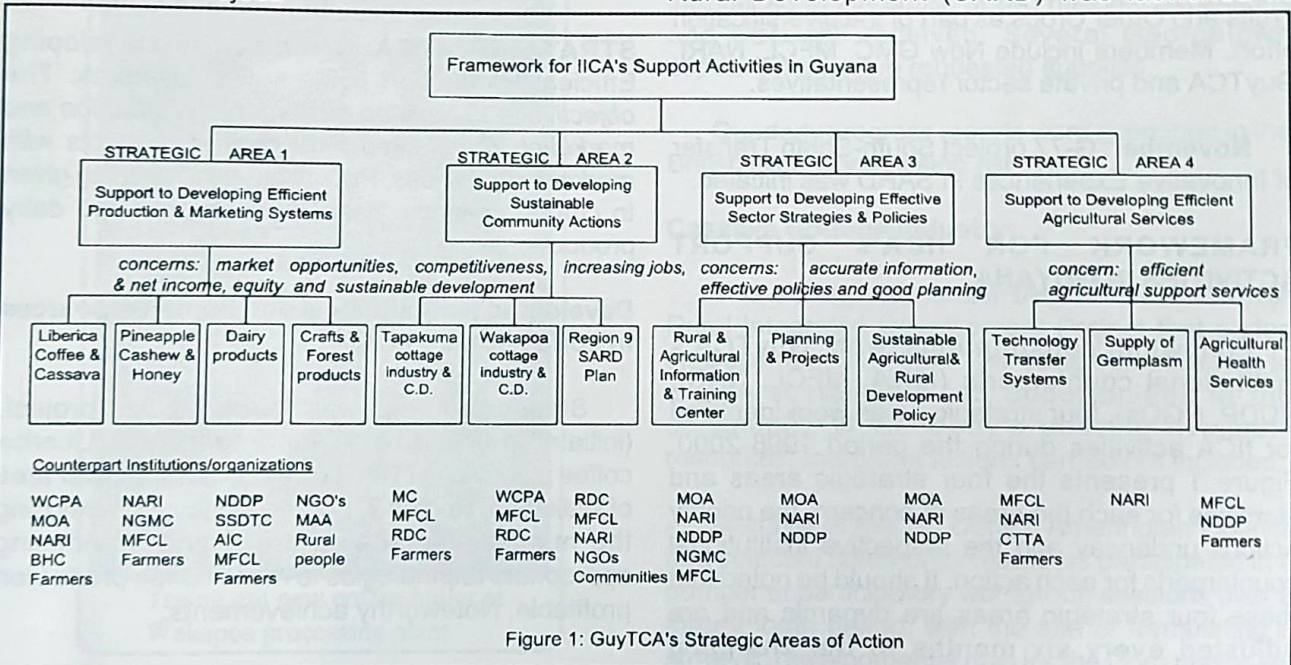 Framework for IICA's Support Activities in Guyana
STRATEGIC AREA 1
Support to Developing Efficient
Production & Marketing Systems
STRATEGIC AREA 2
Support to Developing
Sustainable
Community Actions
STRATEGIC AREA 3
Support to Developing Effective
Sector Strategies & Policies
STRATEGIC AREA 4
Support to Developing Efficient
Agricultural Services
concerns: market opportunities, competitiveness, increasing jobs,
& net income, equity and sustainable development
concerns: accurate information,
effective policies and good planning
concern: efficient
agricultural support services
Liberica
Coffee &
Cassava
Pineapple
Cashew &
Honey
Dairy
products
Crafts &
Forest
products
Tapakuma
cottage
industry &
C.D.
Wakapoa
cottage
industry &
C.D.
Region 9
SARD
Plan
Rural &
Agricultural
Information
& Training
Center
Planning
& Projects
Sustainable
Agricultural&
Rural
Development
Policy
Technology
Transfer
Systems
Supply of
Germplasm
Agricultural
Health
Services
Counterpart Institutions/organizations
WCPA
MOA
NARI
BHC
Farmers
NARI
NGMC
MFCL
Farmers
NDDP
SSDTC
AIC
MFCL
Farmers
NGO's
MAA
Rural
people
MC
MFCL
RDC
Farmers
WCPA
MFCL
RDC
Farmers
RDC
MFCL
NARI
NGOs
Communities
MOA
NARI
NDDP
NGMC
MFCL
MOA
NARI
NDDP
MOA
NARI
NDDP
MFCL
NARI
CTTA
Farmers
NARI
MFCL
NDDP
Farmers
Figure 1: GuyTCA's Strategic Areas of Action